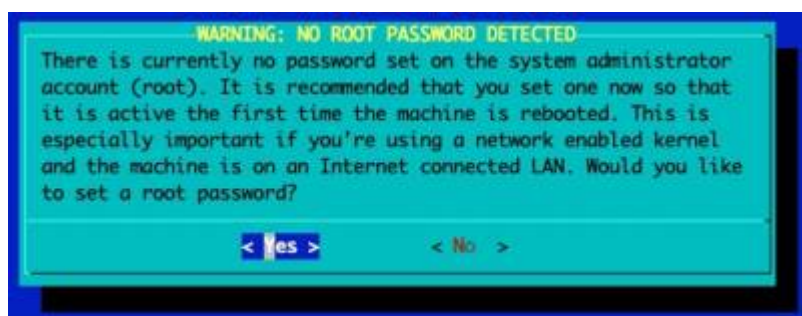 WARNING: NO ROOT PASSWORD DETECTED
There is currently no password set on the system administrator
account (root). It is recommended that you set one now so that
it is active the first time the machine is rebooted. This is
especially important if you're using a network enabled kernel
and the machine is on an Internet connected LAN. Would you like
to set a root password?
< Yes > < No >